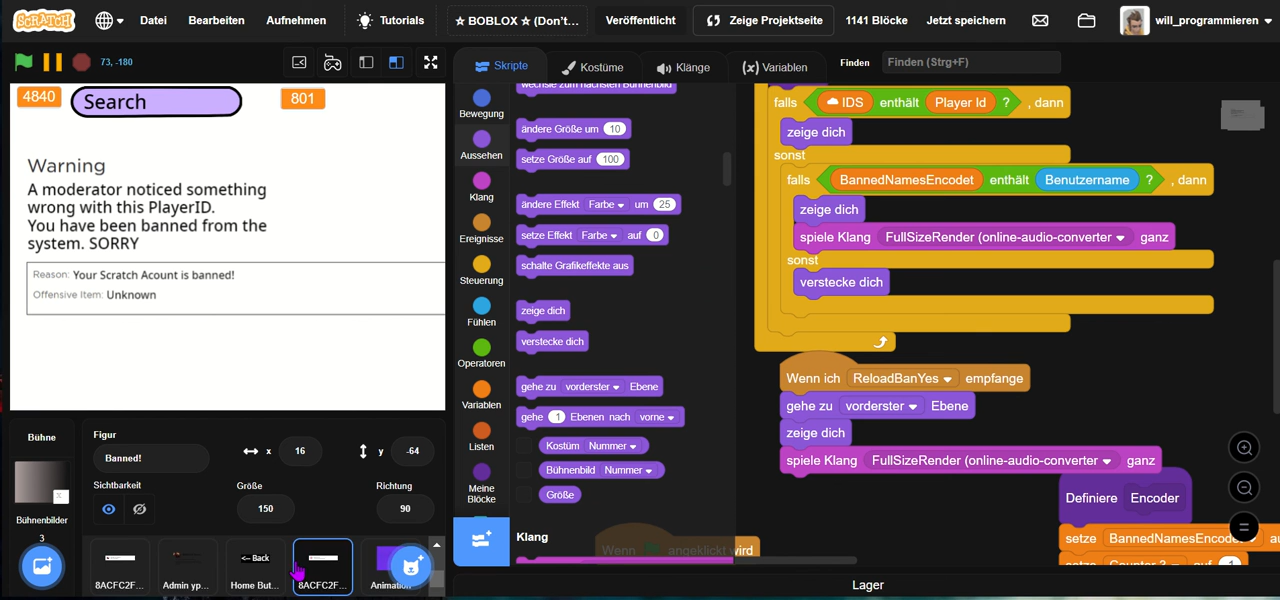 SCRATCH Datei Bearbeiten Aufnehmen Tutorials ★ BOBLOX ★ (Don't... Veröffentlicht Zeige Projektseite 1141 Blöcke Jetzt speichern will_programmieren
73, -180
Skripte Kostüme Klänge (x) Variablen Finden Finden (Strg+F)
4840 Search 801
Warning
A moderator noticed something
wrong with this PlayerID.
You have been banned from the
system. SORRY
Reason: Your Scratch Acount is banned!
Offensive Item: Unknown
Bühne
Bühnenbilder
3
Figur
Banned!
x 16 y -64
Sichtbarkeit Größe Richtung
150 90
8ACFC2F...
Admin yp...
<-- Back
Home But...
8ACFC2F...
Animation
Bewegung
Aussehen
Klang
Ereignisse
Steuerung
Fühlen
Operatoren
Variablen
Listen
Meine
Blöcke
wechsle zum nächsten Bühnenbild
ändere Größe um 10
setze Größe auf 100
ändere Effekt Farbe um 25
setze Effekt Farbe auf 0
schalte Grafikeffekte aus
zeige dich
verstecke dich
gehe zu vorderster Ebene
gehe 1 Ebenen nach vorne
Kostüm Nummer
Bühnenbild Nummer
Größe
Klang
Wenn angeklickt wird
falls IDS enthält Player Id ? , dann
zeige dich
sonst
falls BannedNamesEncodet enthält Benutzername ? , dann
zeige dich
spiele Klang FullSizeRender (online-audio-converter ganz
sonst
verstecke dich
Wenn ich ReloadBanYes empfange
gehe zu vorderster Ebene
zeige dich
spiele Klang FullSizeRender (online-audio-converter ganz
Definiere Encoder
setze
Lager